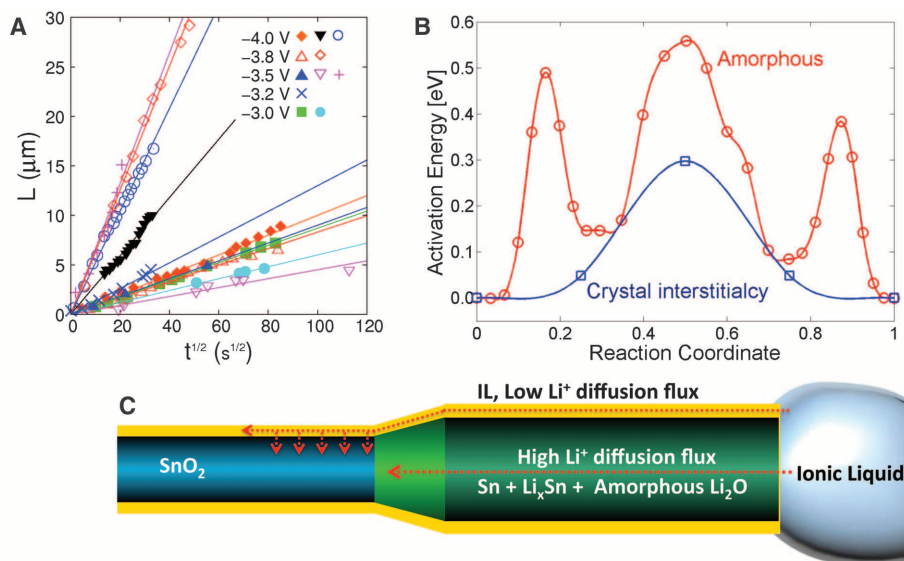 A
30
25
20
15
10
5
0
L (μm)
0 20 40 60 80 100 120
t1/2 (s1/2)
−4.0 V
−3.8 V
−3.5 V
−3.2 V
−3.0 V
B
0.6
0.5
0.4
0.3
0.2
0.1
0.0
Activation Energy [eV]
Amorphous
Crystal interstitialcy
0.0 0.2 0.4 0.6 0.8 1.0
Reaction Coordinate
C
IL, Low Li+ diffusion flux
SnO2
High Li+ diffusion flux
Sn + LixSn + Amorphous Li2O
Ionic Liquid